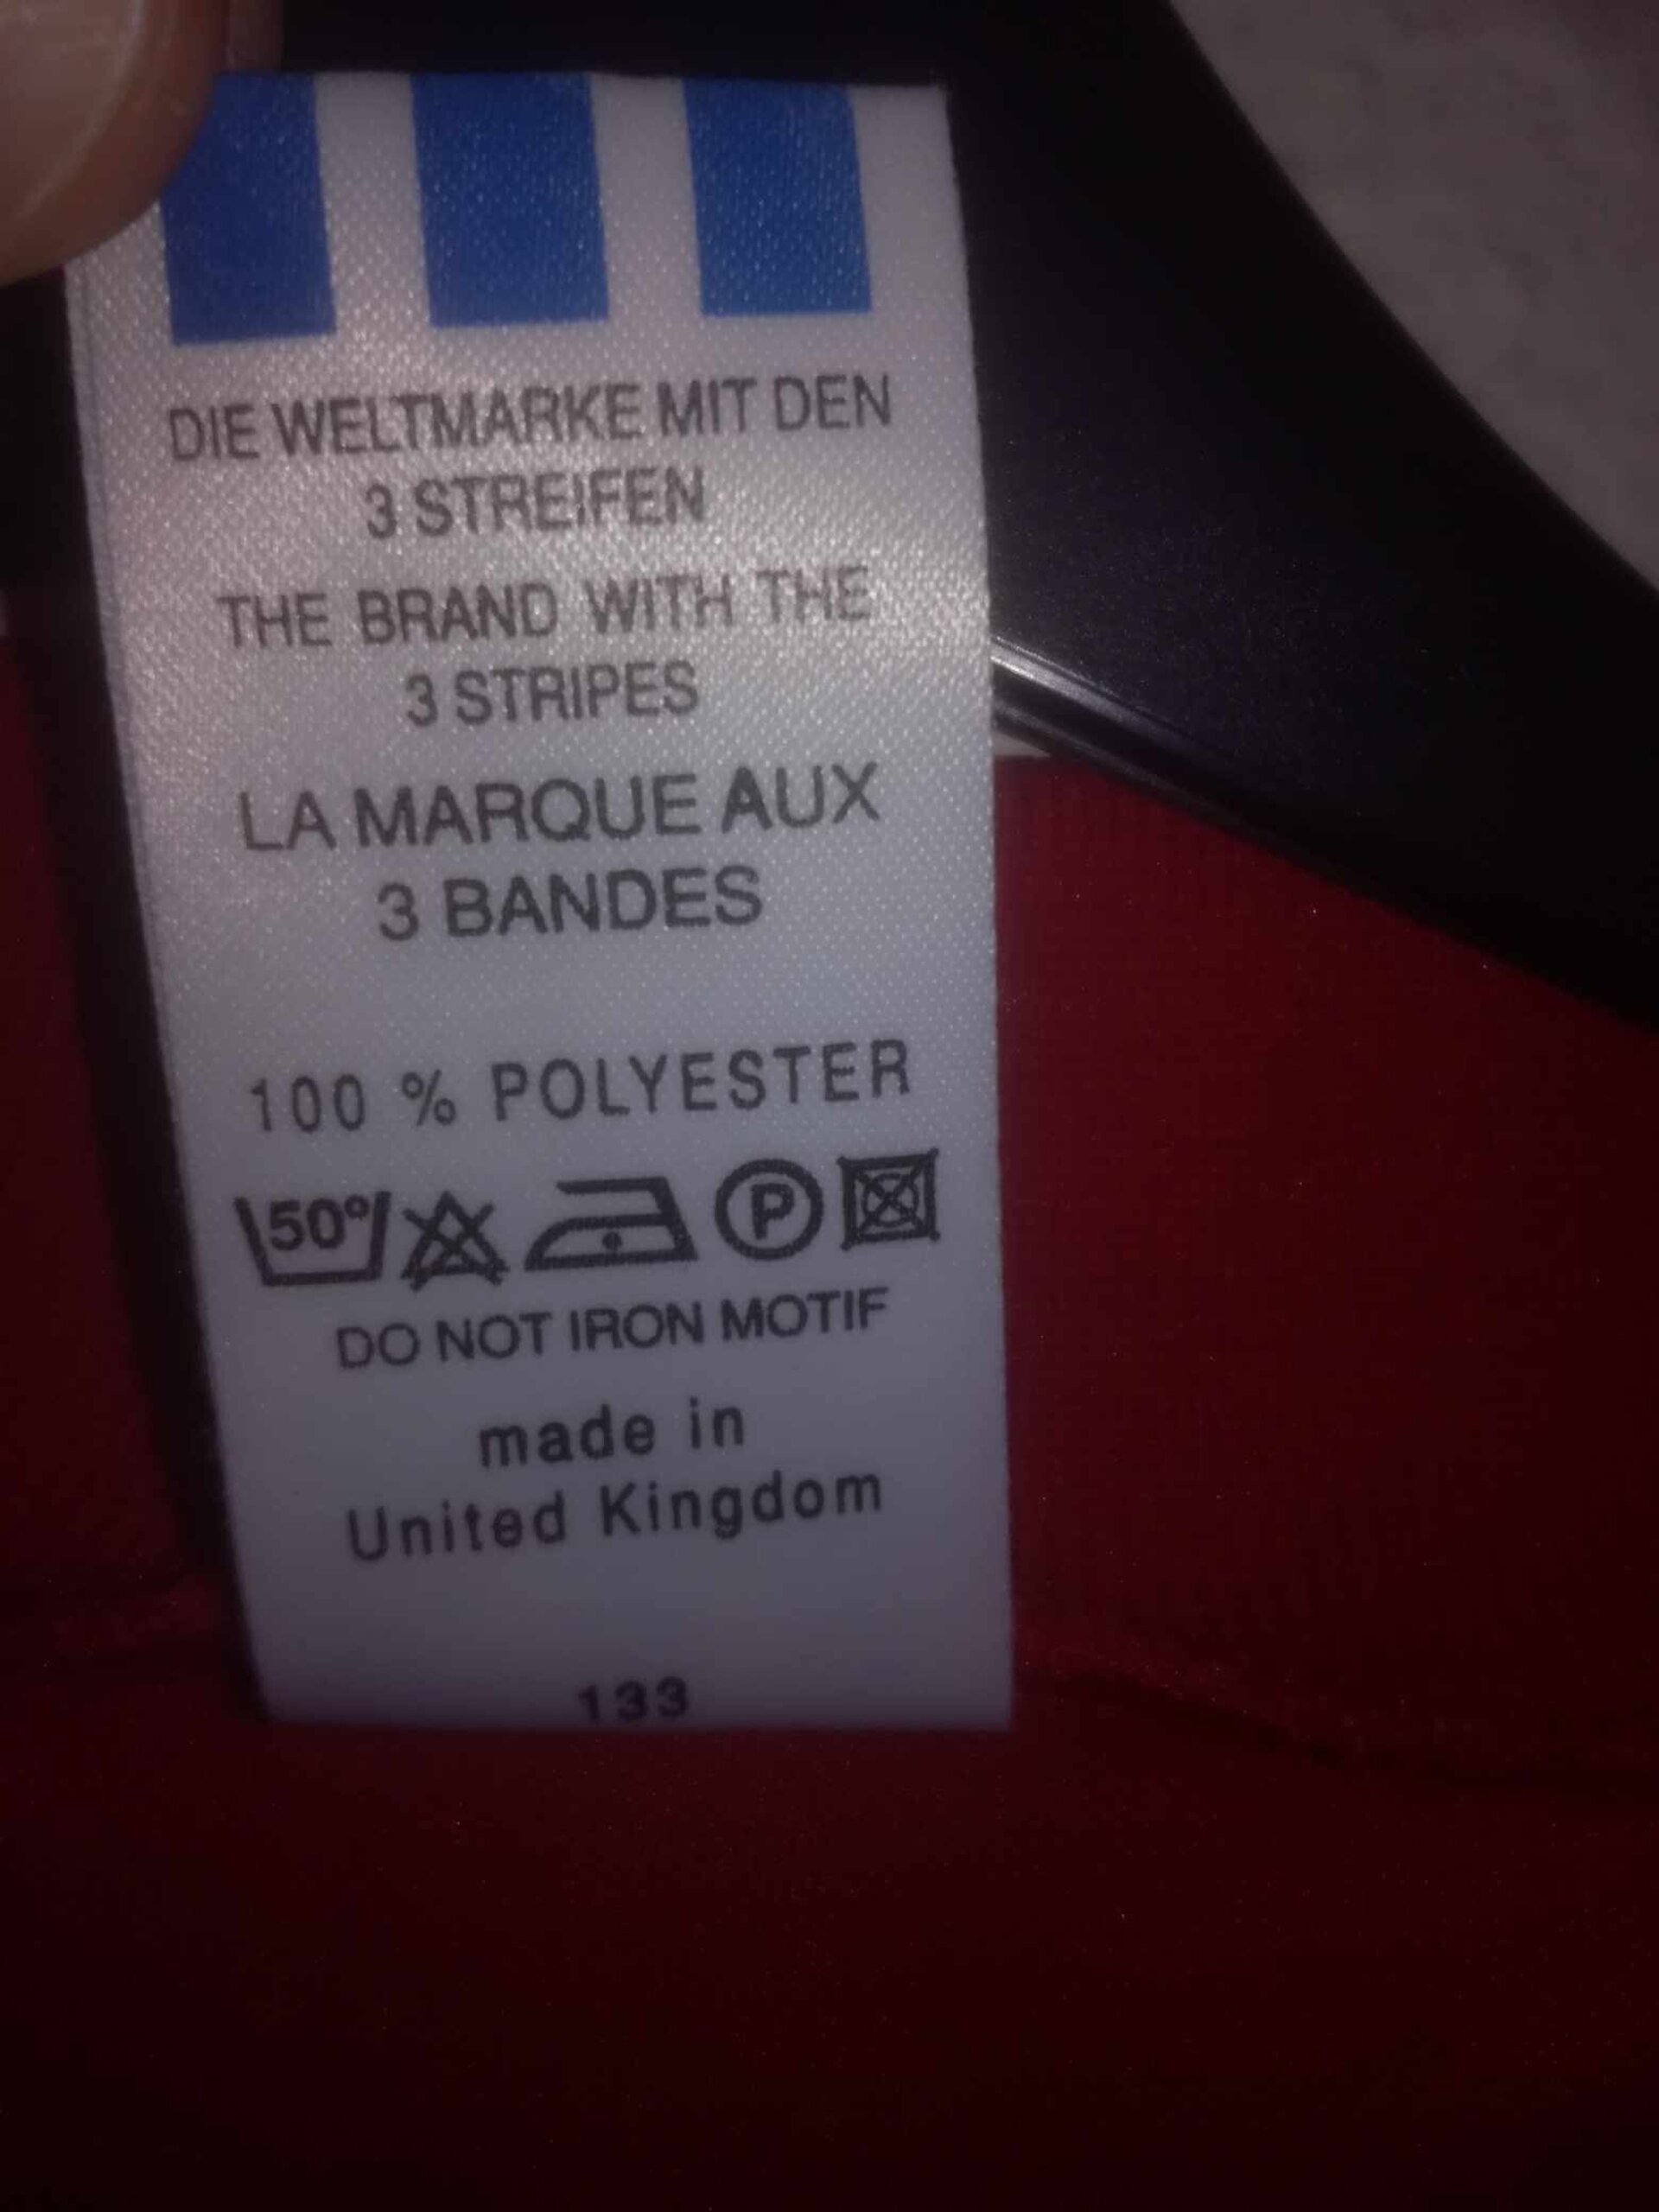 DIE WELTMARKE MIT DEN
3 STREIFEN
THE BRAND WITH THE
3 STRIPES
LA MARQUE AUX
3 BANDES
100 % POLYESTER
50° P
DO NOT IRON MOTIF
made in
United Kingdom
133